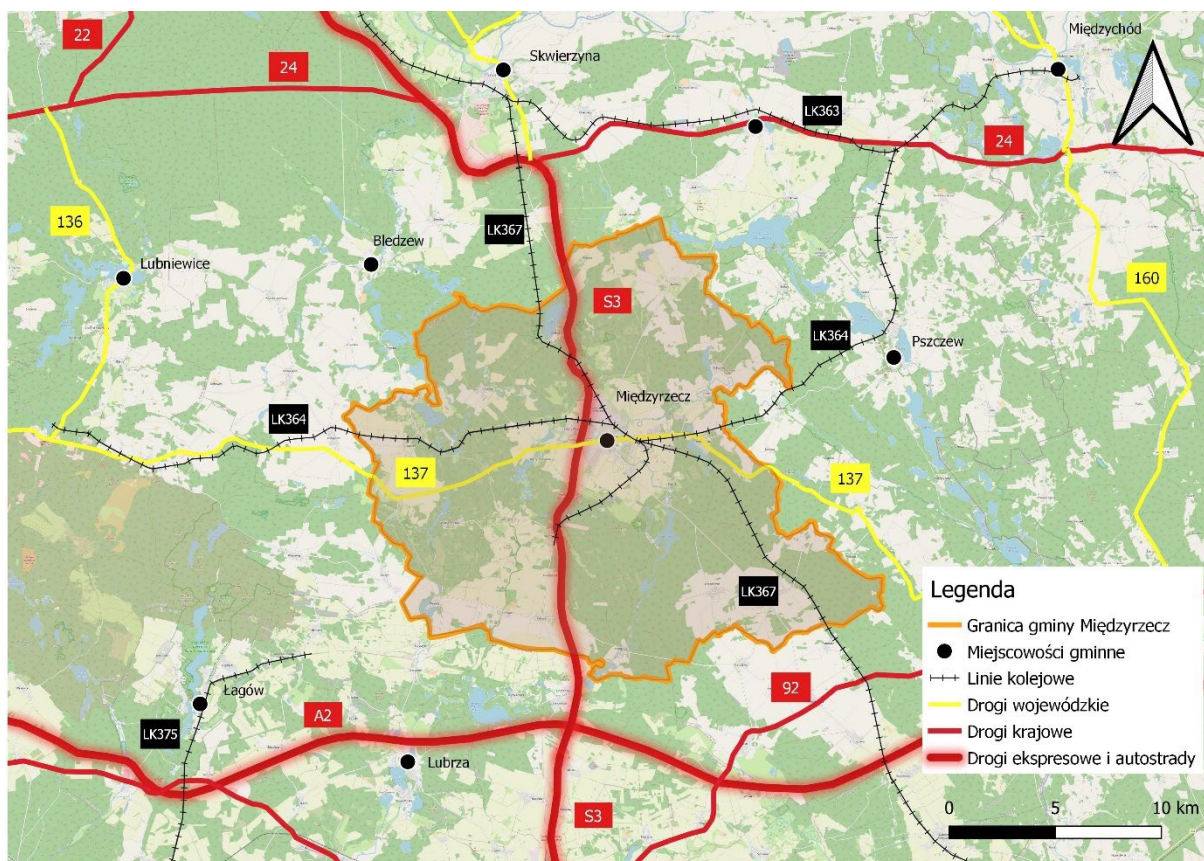 22
Skwierzyna
Międzychód
24
LK363
24
136
Bledzew
LK367
Lubniewice
S3
160
LK364
Pszczew
Międzyrzecz
LK364
137
137
LK367
Legenda
Granica gminy Międzyrzecz
Miejscowości gminne
Linie kolejowe
Drogi wojewódzkie
Drogi krajowe
Drogi ekspresowe i autostrady
92
Łagów
A2
LK375
Lubrza
S3
0 5 10 km